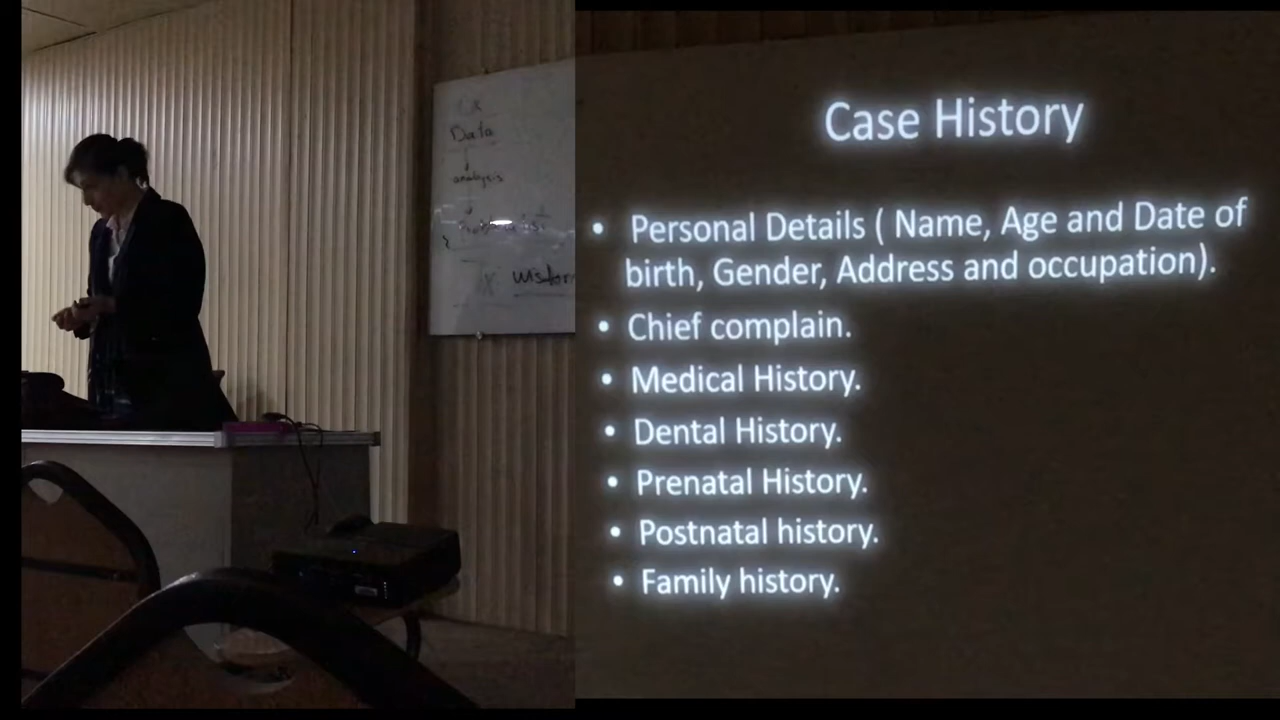 Data
analysis
Wisdom
Case History
• Personal Details ( Name, Age and Date of
birth, Gender, Address and occupation).
• Chief complain.
• Medical History.
• Dental History.
• Prenatal History.
• Postnatal history.
• Family history.